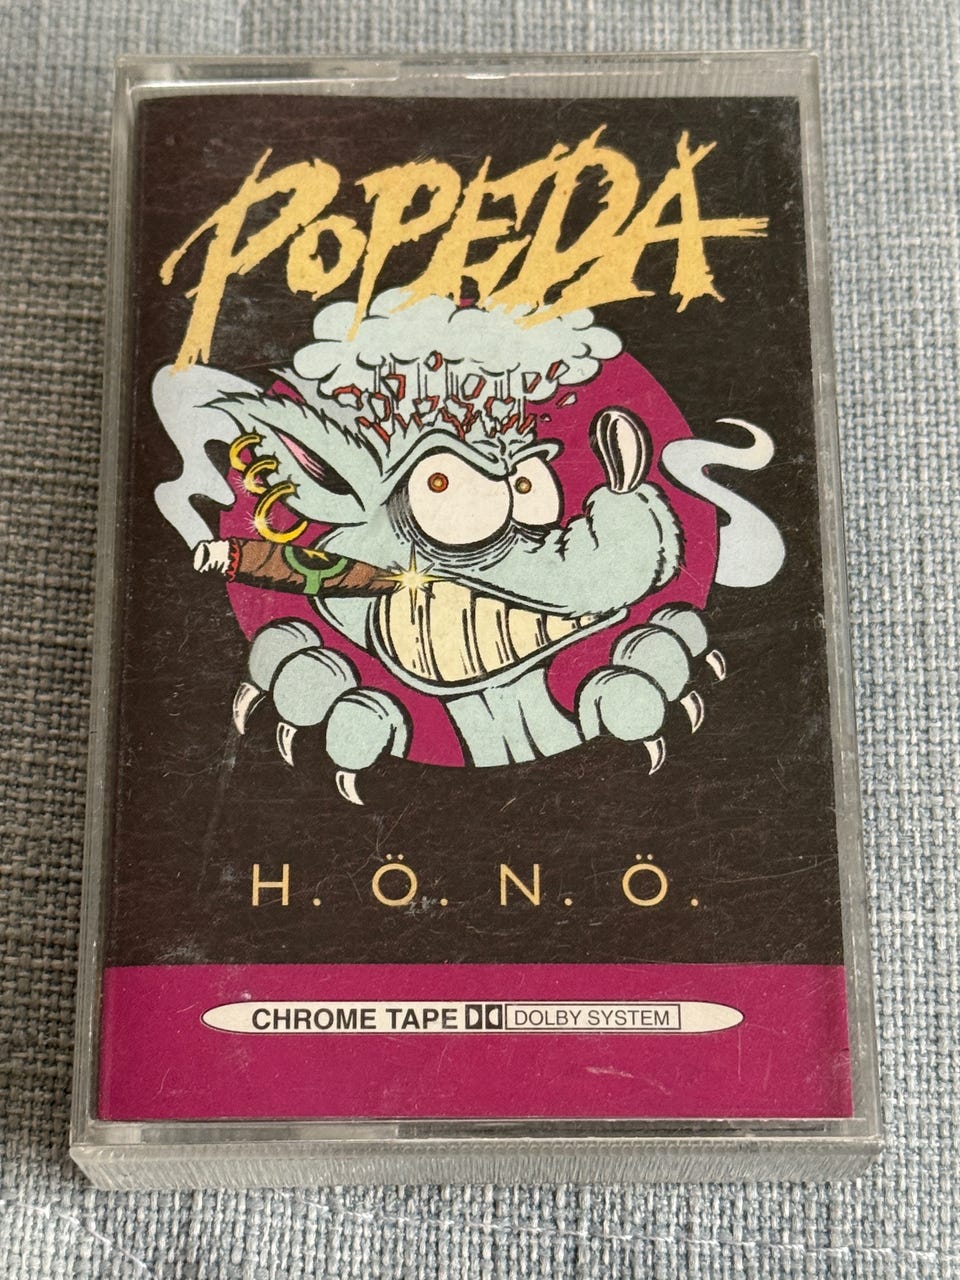 POPEDA
H. Ö. N. Ö.
CHROME TAPE DOLBY SYSTEM